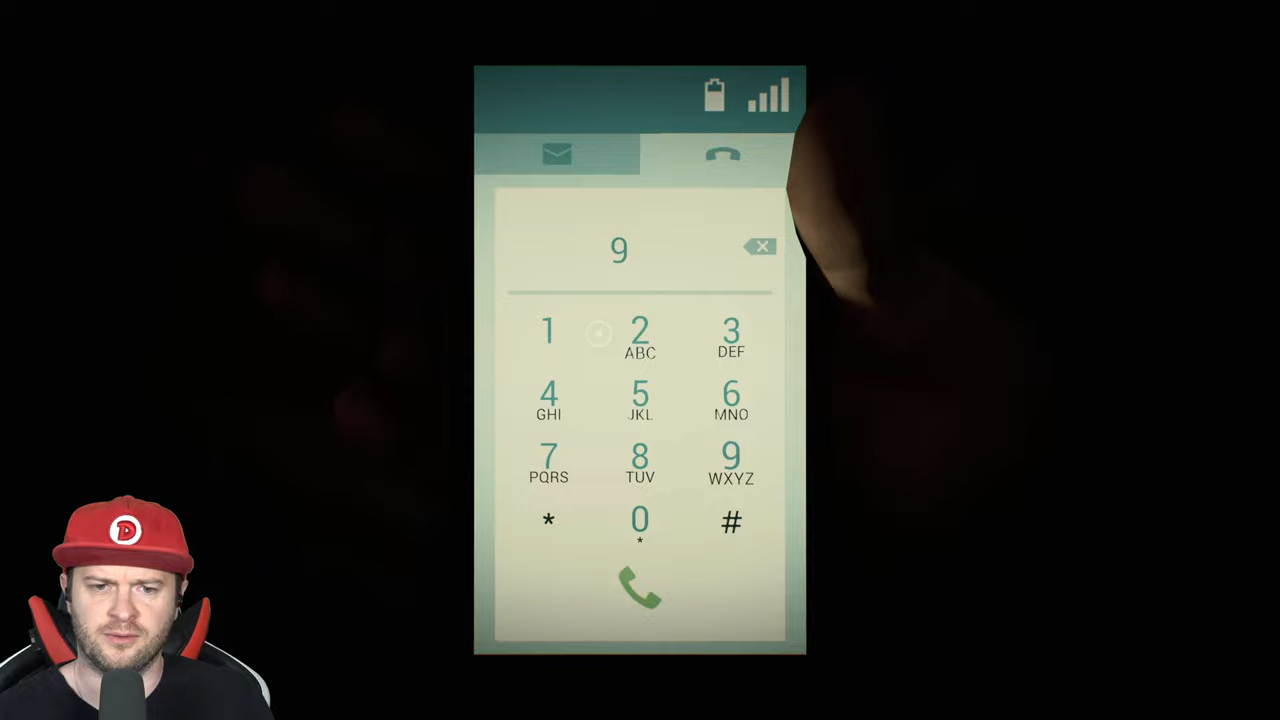 9
1 2 3
ABC DEF
4 5 6
GHI JKL MNO
7 8 9
PQRS TUV WXYZ
* 0 #
*
D